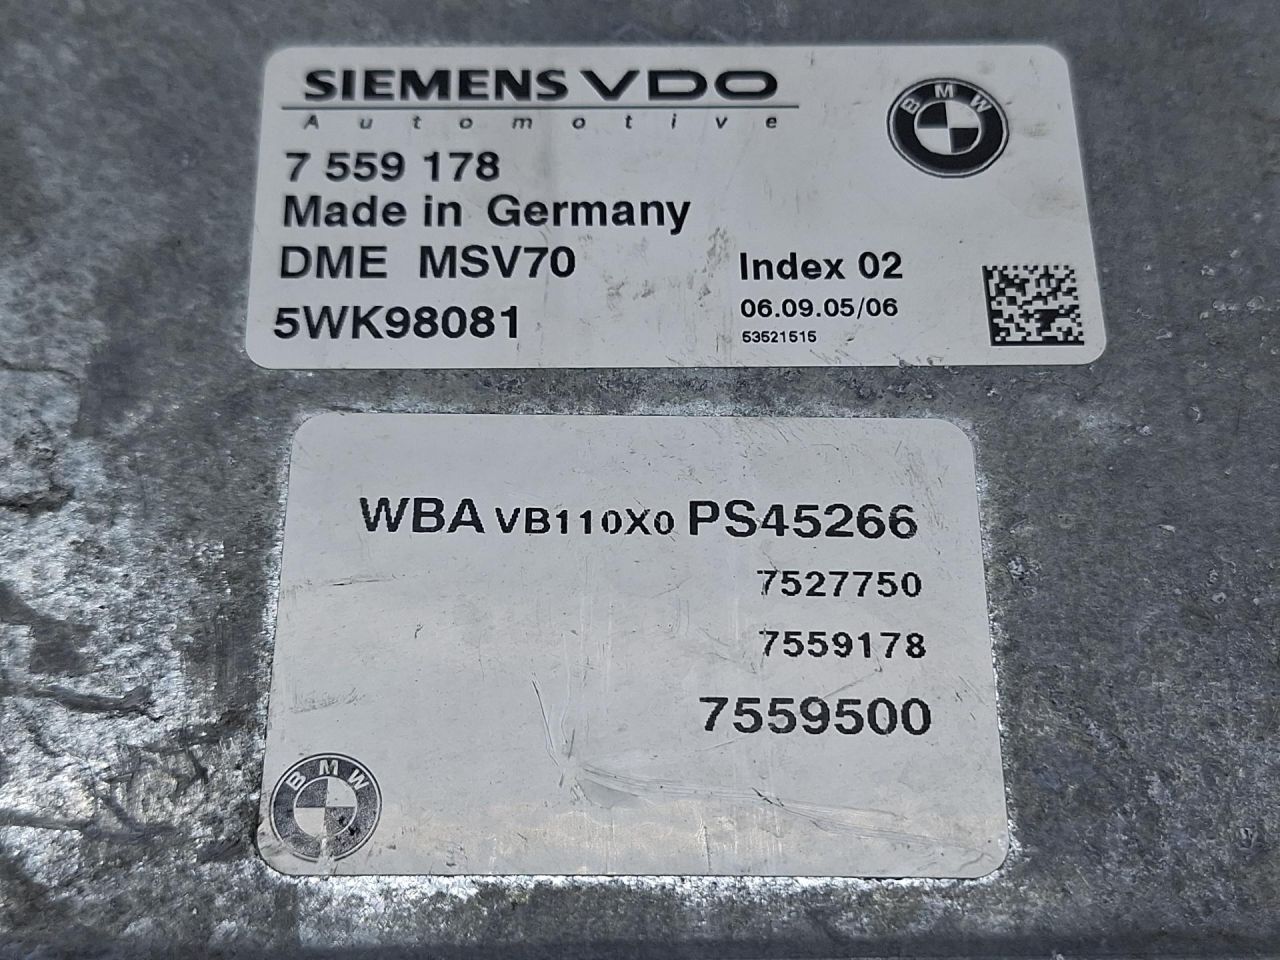 SIEMENS VDO
Automotive
BMW
7 559 178
Made in Germany
DME MSV70
Index 02
5WK98081
06.09.05/06
53521515
WBA VB110X0 PS45266
7527750
7559178
7559500
BMW